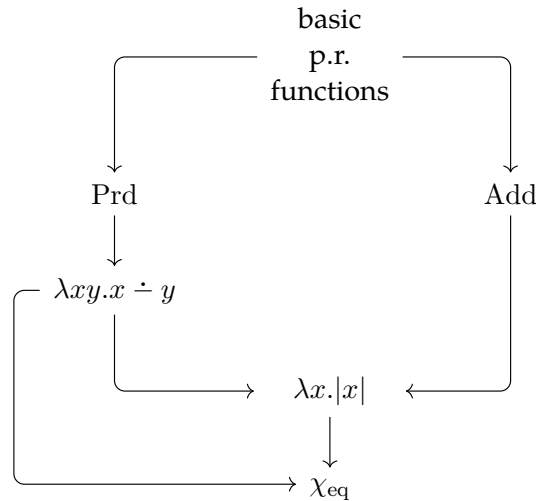 basic
p.r.
functions
Prd
Add
λxy.x ∸ y
λx.|x|
χeq